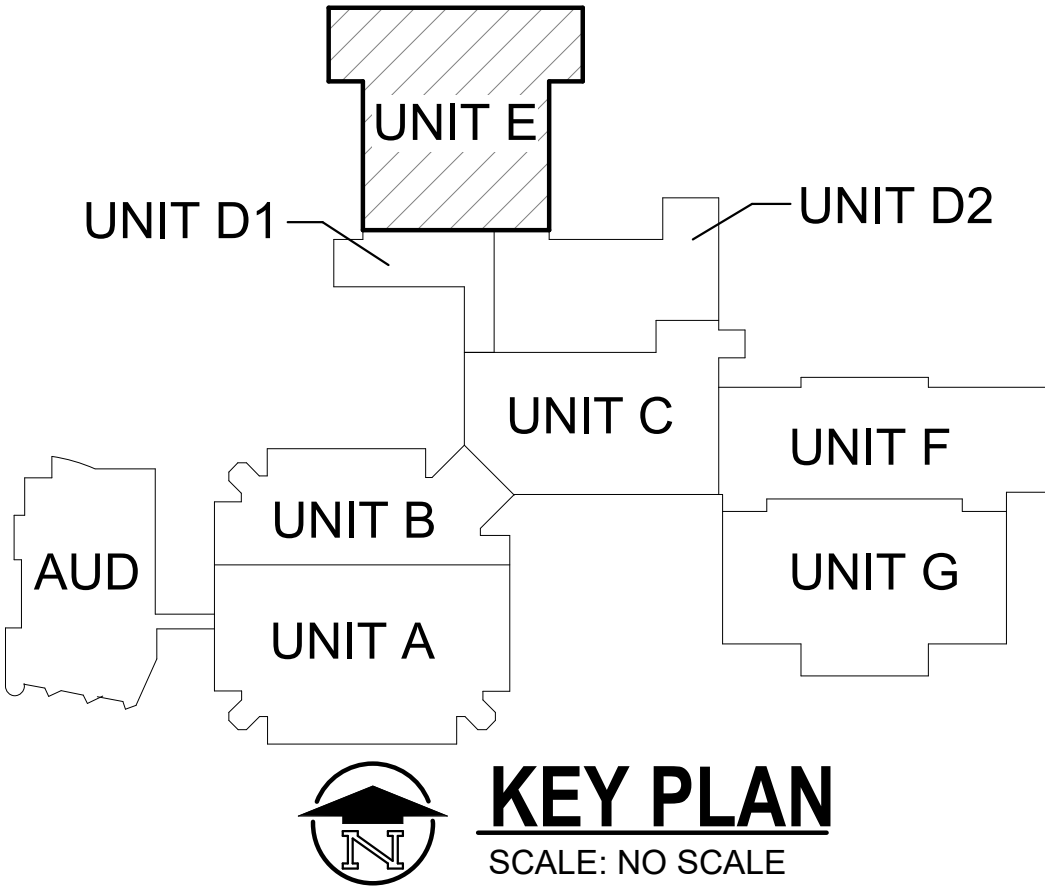 UNIT E
UNIT D1
UNIT D2
UNIT C
UNIT F
UNIT B
AUD
UNIT G
UNIT A
N
KEY PLAN
SCALE: NO SCALE